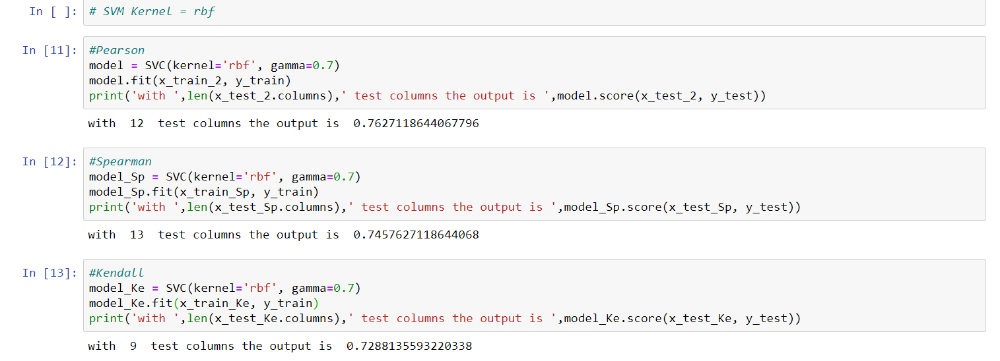 In [ ]: # SVM Kernel = rbf
In [11]: #Pearson
model = SVC(kernel='rbf', gamma=0.7)
model.fit(x_train_2, y_train)
print('with ',len(x_test_2.columns),' test columns the output is ',model.score(x_test_2, y_test))
with  12  test columns the output is  0.7627118644067796
In [12]: #Spearman
model_Sp = SVC(kernel='rbf', gamma=0.7)
model_Sp.fit(x_train_Sp, y_train)
print('with ',len(x_test_Sp.columns),' test columns the output is ',model_Sp.score(x_test_Sp, y_test))
with  13  test columns the output is  0.7457627118644068
In [13]: #Kendall
model_Ke = SVC(kernel='rbf', gamma=0.7)
model_Ke.fit(x_train_Ke, y_train)
print('with ',len(x_test_Ke.columns),' test columns the output is ',model_Ke.score(x_test_Ke, y_test))
with  9  test columns the output is  0.7288135593220338